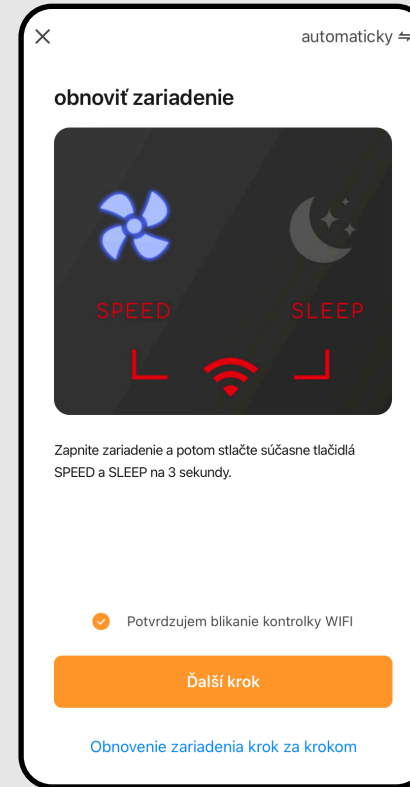 automaticky
obnoviť zariadenie
SPEED SLEEP
Zapnite zariadenie a potom stlačte súčasne tlačidlá
SPEED a SLEEP na 3 sekundy.
Potvrdzujem blikanie kontrolky WIFI
Ďalší krok
Obnovenie zariadenia krok za krokom